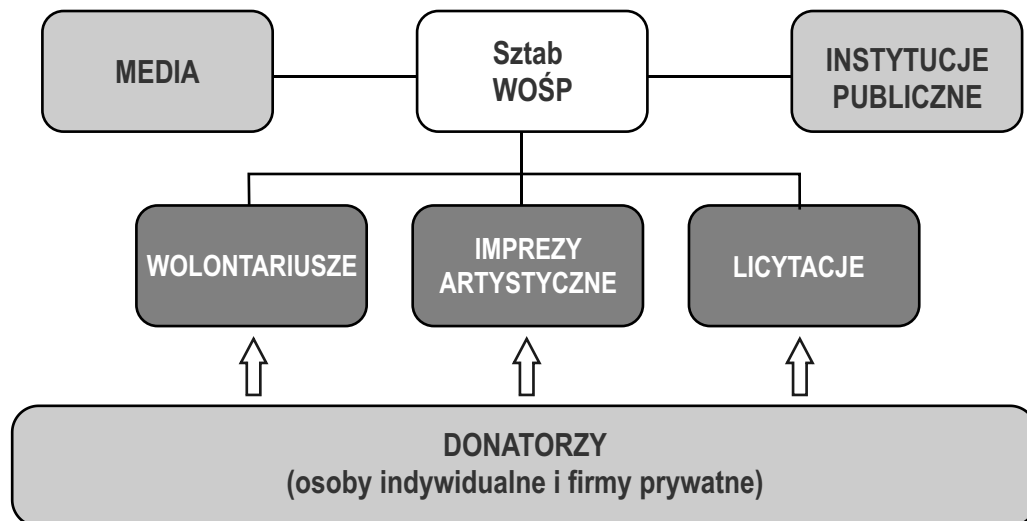 MEDIA
Sztab
WOŚP
INSTYTUCJE
PUBLICZNE
WOLONTARIUSZE
IMPREZY
ARTYSTYCZNE
LICYTACJE
DONATORZY
(osoby indywidualne i firmy prywatne)